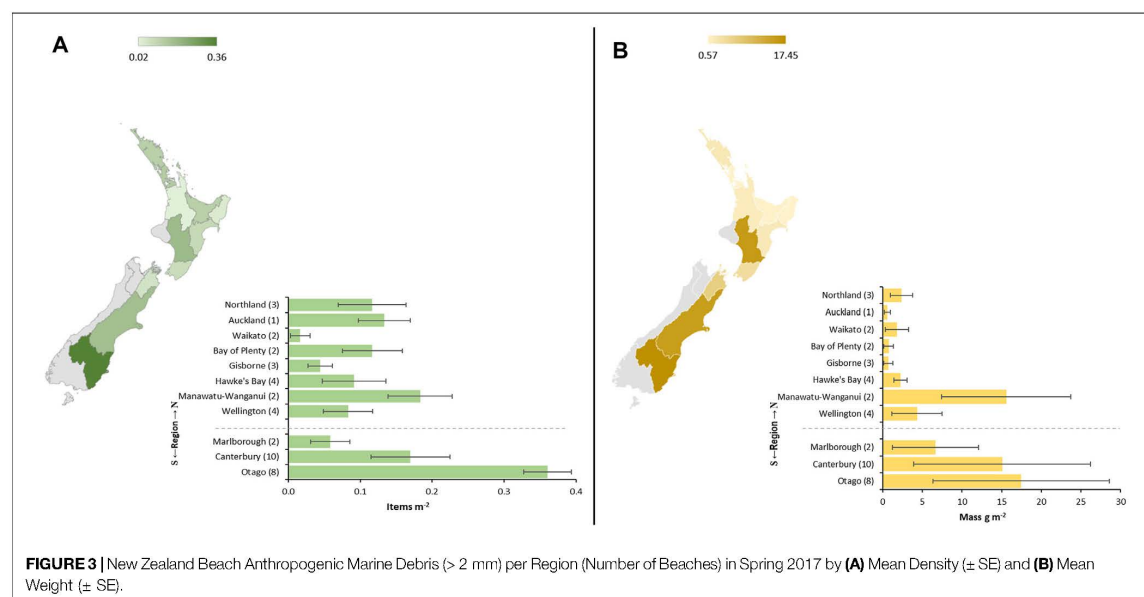 A
0.02 0.36
Northland (3)
Auckland (1)
Waikato (2)
Bay of Plenty (2)
Gisborne (3)
Hawke's Bay (4)
Manawatu-Wanganui (2)
Wellington (4)
Marlborough (2)
Canterbury (10)
Otago (8)
S ←Region→ N
0.0 0.1 0.2 0.3 0.4
Items m⁻²
B
0.57 17.45
Northland (3)
Auckland (1)
Waikato (2)
Bay of Plenty (2)
Gisborne (3)
Hawke's Bay (4)
Manawatu-Wanganui (2)
Wellington (4)
Marlborough (2)
Canterbury (10)
Otago (8)
S ←Region→ N
0 5 10 15 20 25 30
Mass g m⁻²
FIGURE 3 | New Zealand Beach Anthropogenic Marine Debris (> 2 mm) per Region (Number of Beaches) in Spring 2017 by (A) Mean Density (± SE) and (B) Mean
Weight (± SE).